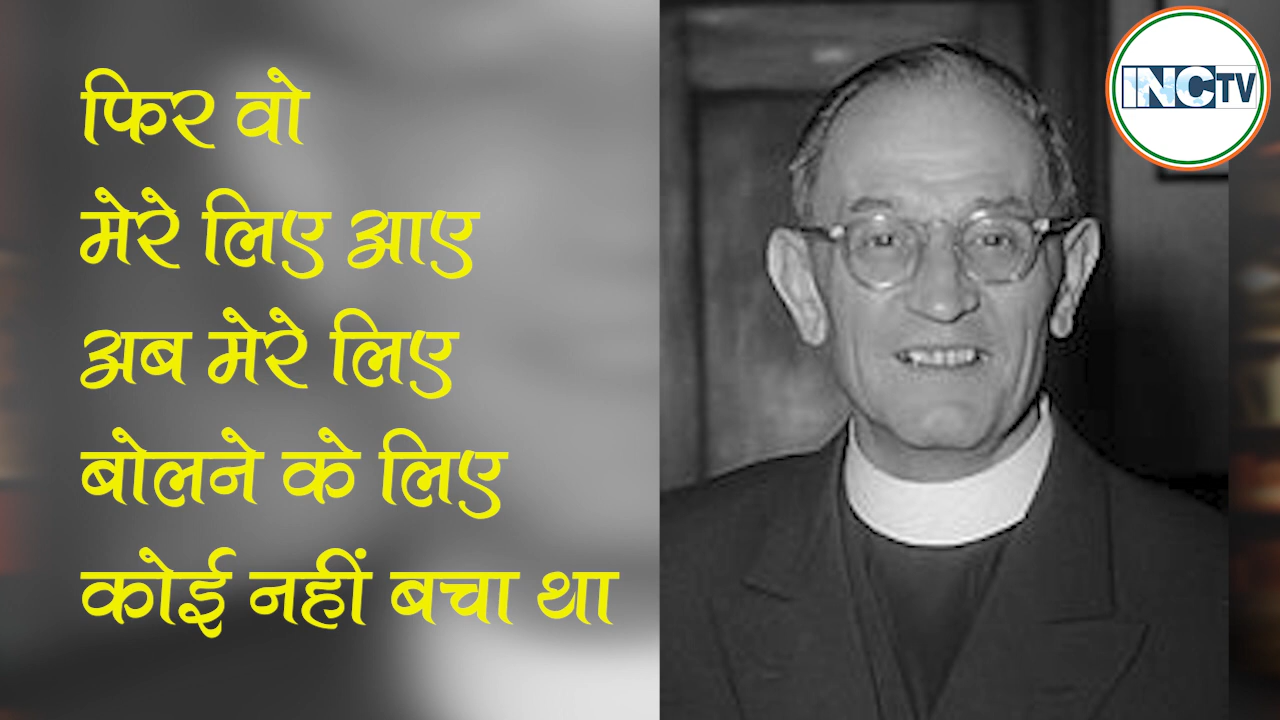 फिर वो
मेरे लिए आए
अब मेरे लिए
बोलने के लिए
कोई नहीं बचा था
INCTV